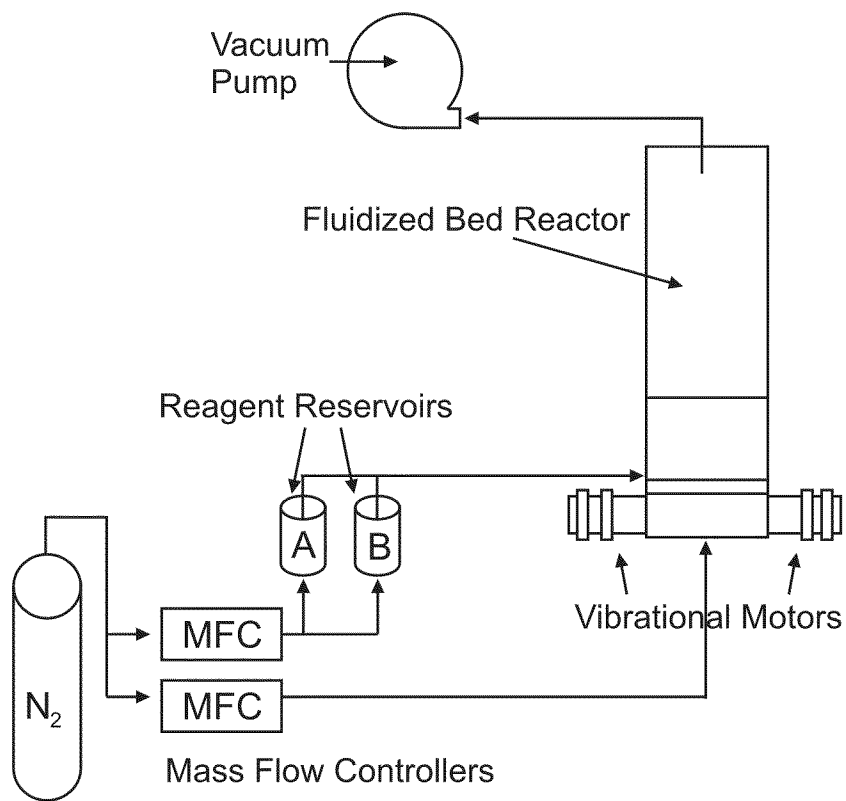 Vacuum
Pump
Fluidized Bed Reactor
Reagent Reservoirs
A
B
Vibrational Motors
MFC
MFC
N₂
Mass Flow Controllers